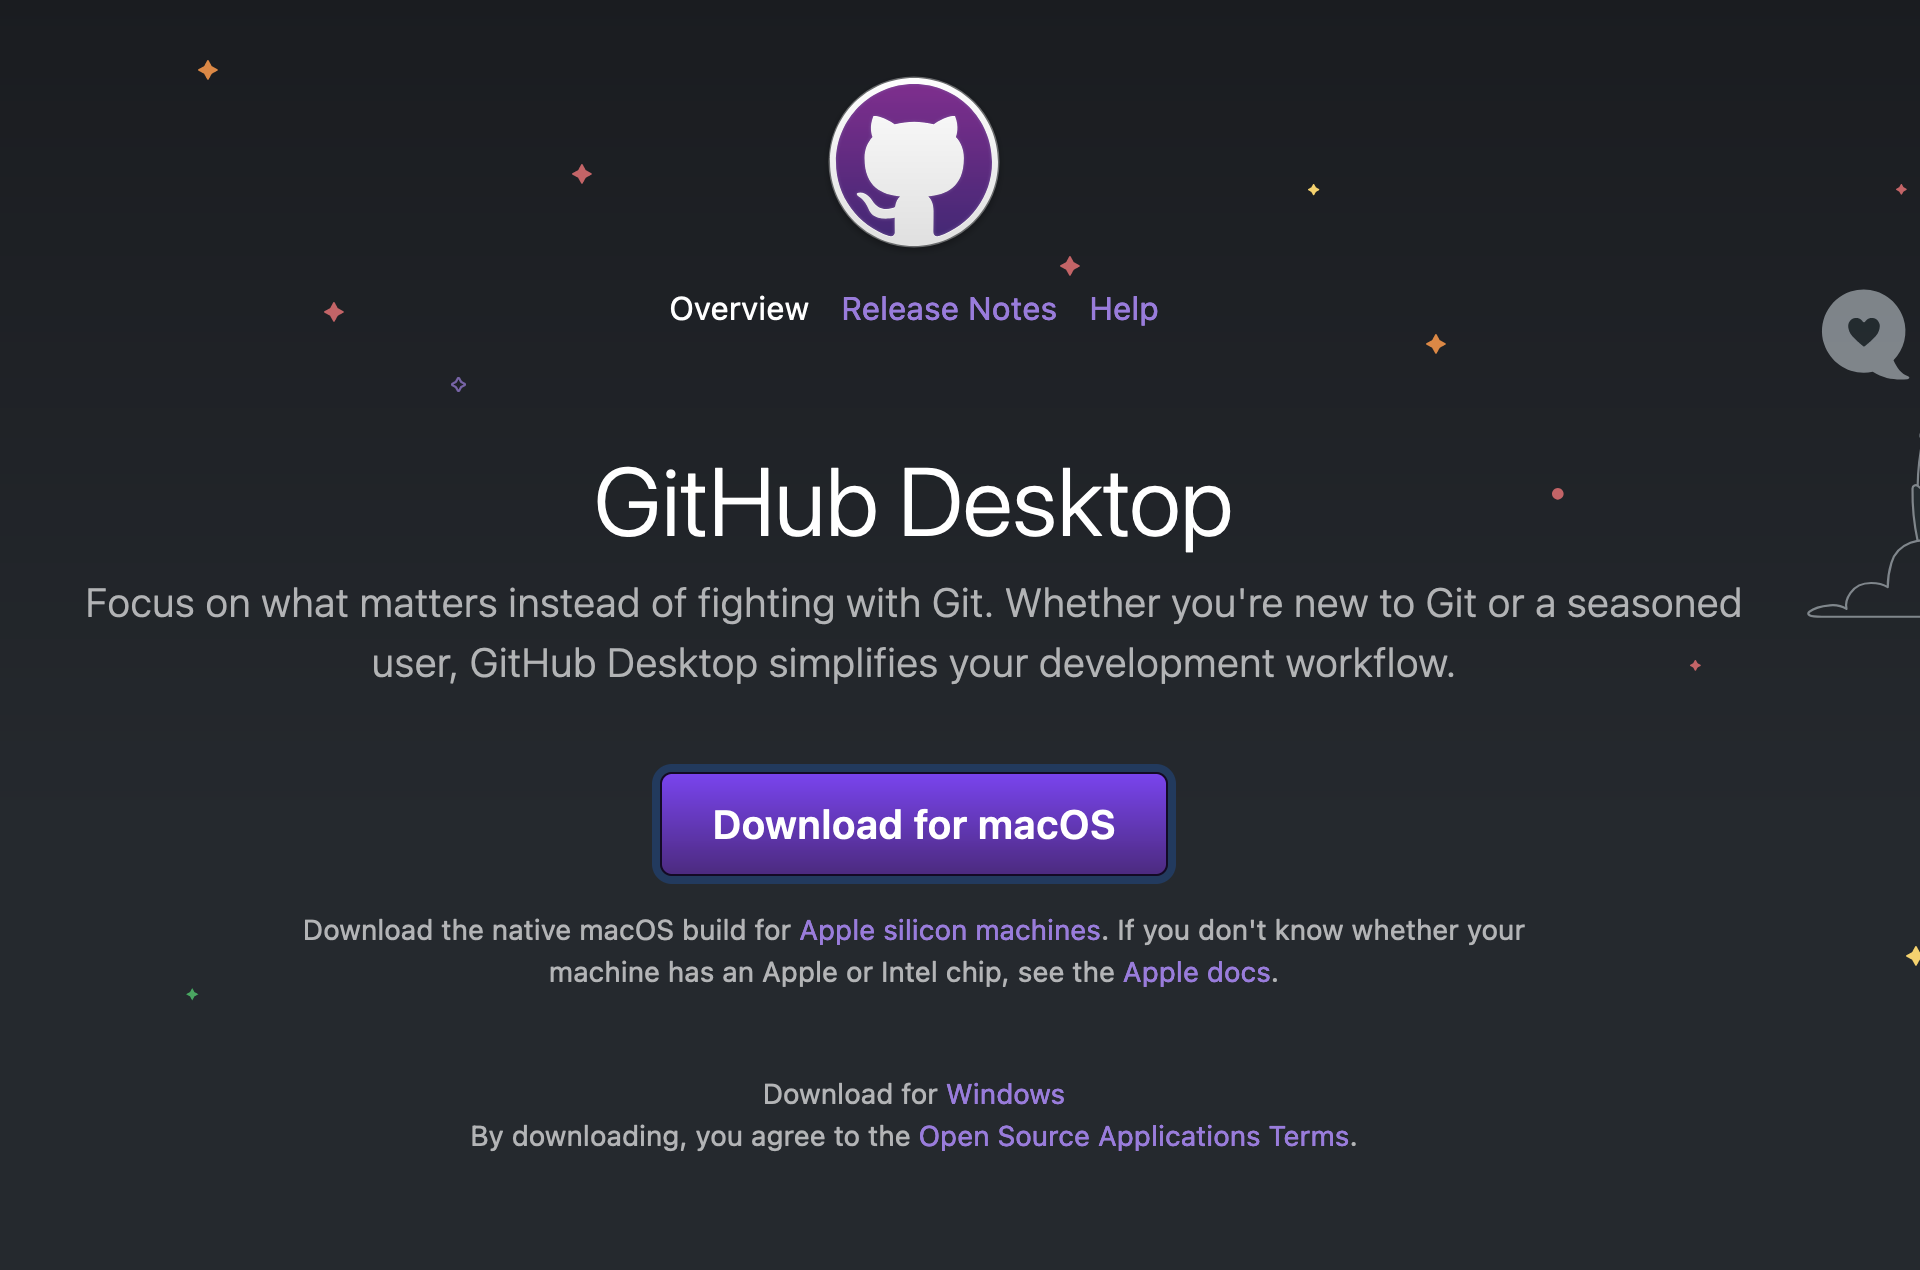 Overview Release Notes Help
GitHub Desktop
Focus on what matters instead of fighting with Git. Whether you're new to Git or a seasoned
user, GitHub Desktop simplifies your development workflow.
Download for macOS
Download the native macOS build for Apple silicon machines. If you don't know whether your
machine has an Apple or Intel chip, see the Apple docs.
Download for Windows
By downloading, you agree to the Open Source Applications Terms.